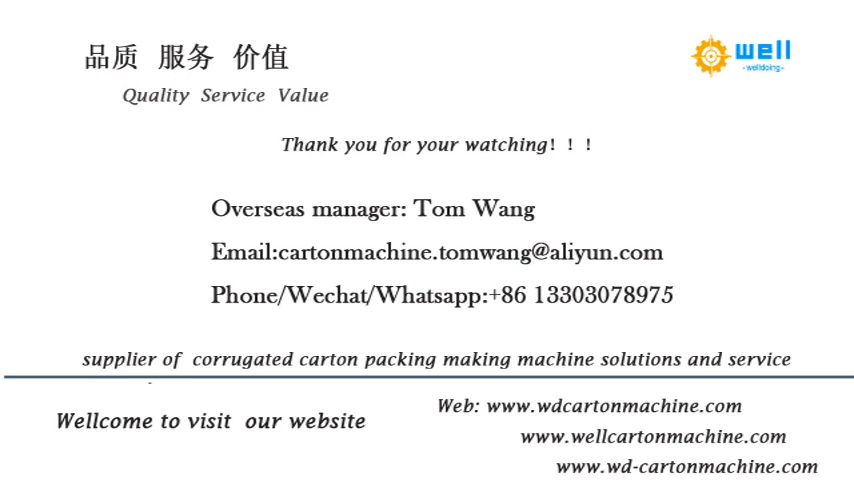 品质 服务 价值
well
-welldoing-
Quality Service Value
Thank you for your watching！！！
Overseas manager: Tom Wang
Email:cartonmachine.tomwang@aliyun.com
Phone/Wechat/Whatsapp:+86 13303078975
supplier of corrugated carton packing making machine solutions and service
Wellcome to visit our website
Web: www.wdcartonmachine.com
www.wellcartonmachine.com
www.wd-cartonmachine.com